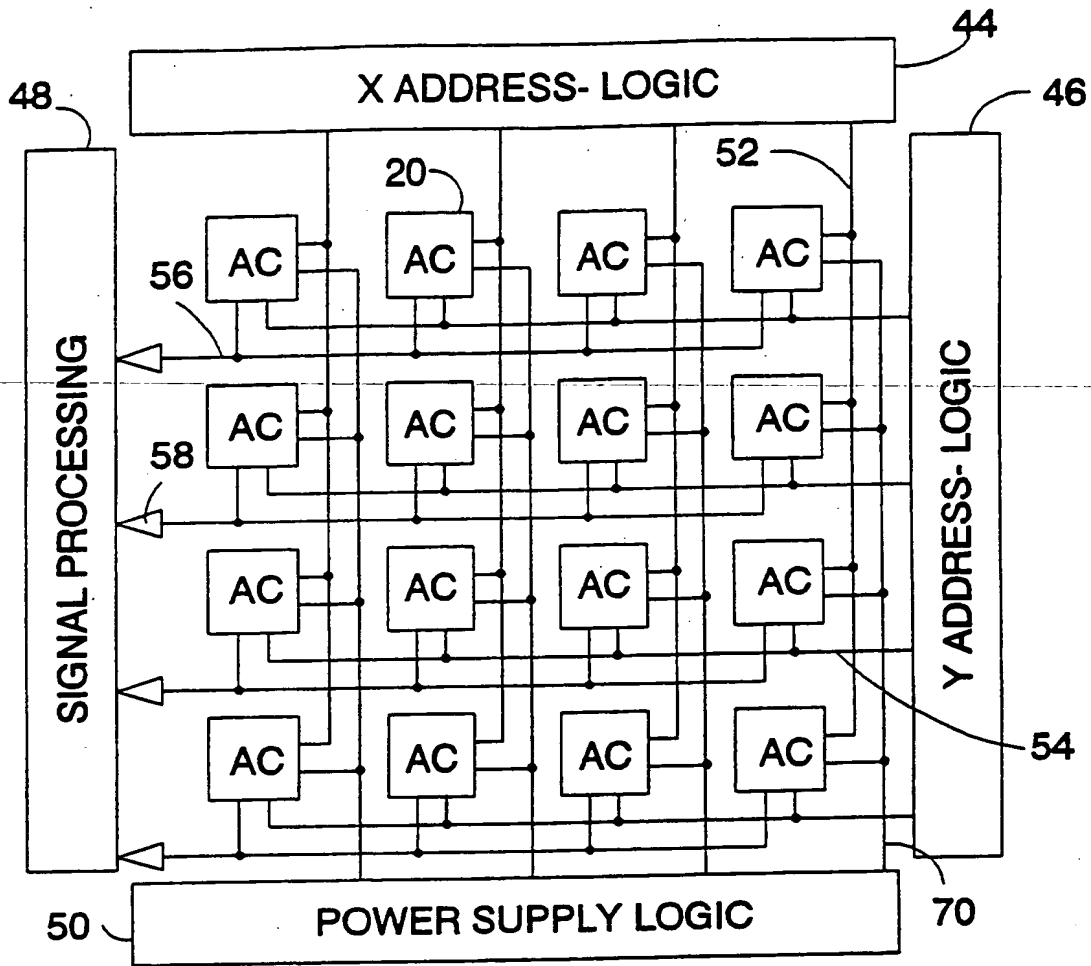 44
X ADDRESS- LOGIC
48
46
52
20
AC AC AC AC
56
SIGNAL PROCESSING
Y ADDRESS- LOGIC
AC AC AC AC
58
AC AC AC AC
54
AC AC AC AC
50
POWER SUPPLY LOGIC
70